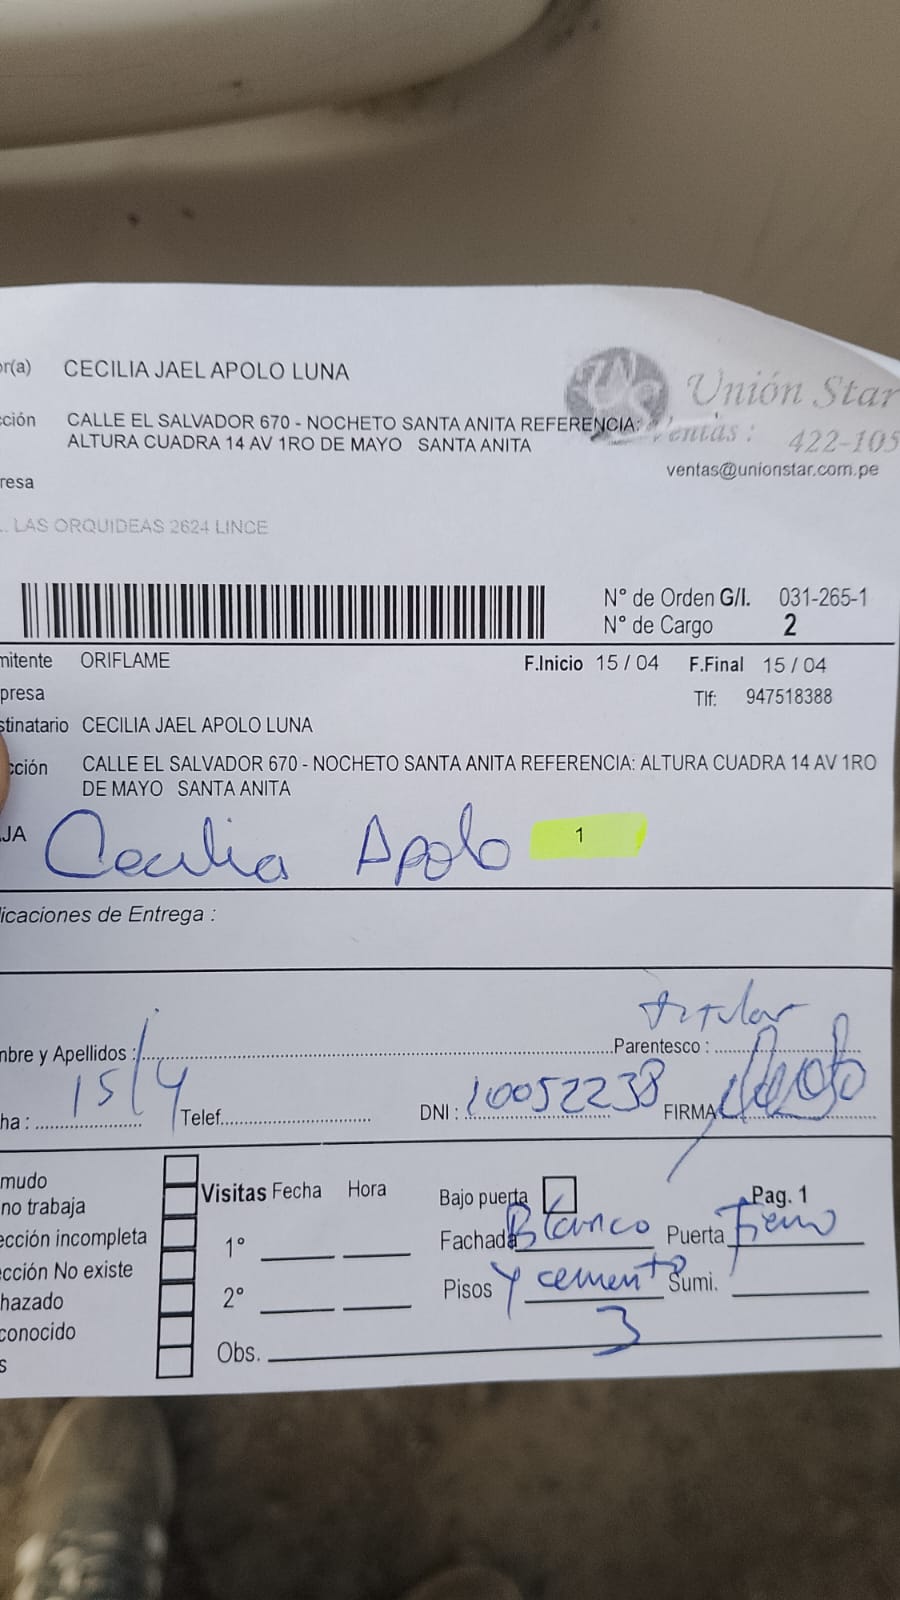 or(a) CECILIA JAEL APOLO LUNA
Unión Star
cción CALLE EL SALVADOR 670 - NOCHETO SANTA ANITA REFERENCIA:
ALTURA CUADRA 14 AV 1RO DE MAYO SANTA ANITA
Ventas : 422-105
ventas@unionstar.com.pe
resa
. LAS ORQUIDEAS 2624 LINCE
N° de Orden G/I. 031-265-1
N° de Cargo 2
mitente ORIFLAME F.Inicio 15 / 04 F.Final 15 / 04
presa Tlf: 947518388
stinatario CECILIA JAEL APOLO LUNA
cción CALLE EL SALVADOR 670 - NOCHETO SANTA ANITA REFERENCIA: ALTURA CUADRA 14 AV 1RO
DE MAYO SANTA ANITA
JA Cecilia Apolo 1
icaciones de Entrega :
titular
mbre y Apellidos : Parentesco :
ha : 15/4 Telef. DNI : 10052238 FIRMA
mudo
no trabaja
ección incompleta
cción No existe
hazado
conocido
s
Visitas Fecha Hora
1°
2°
Obs.
Bajo puerta Pag. 1
Fachada Blanco Puerta Fierro
Pisos y cemento Sumi.
3